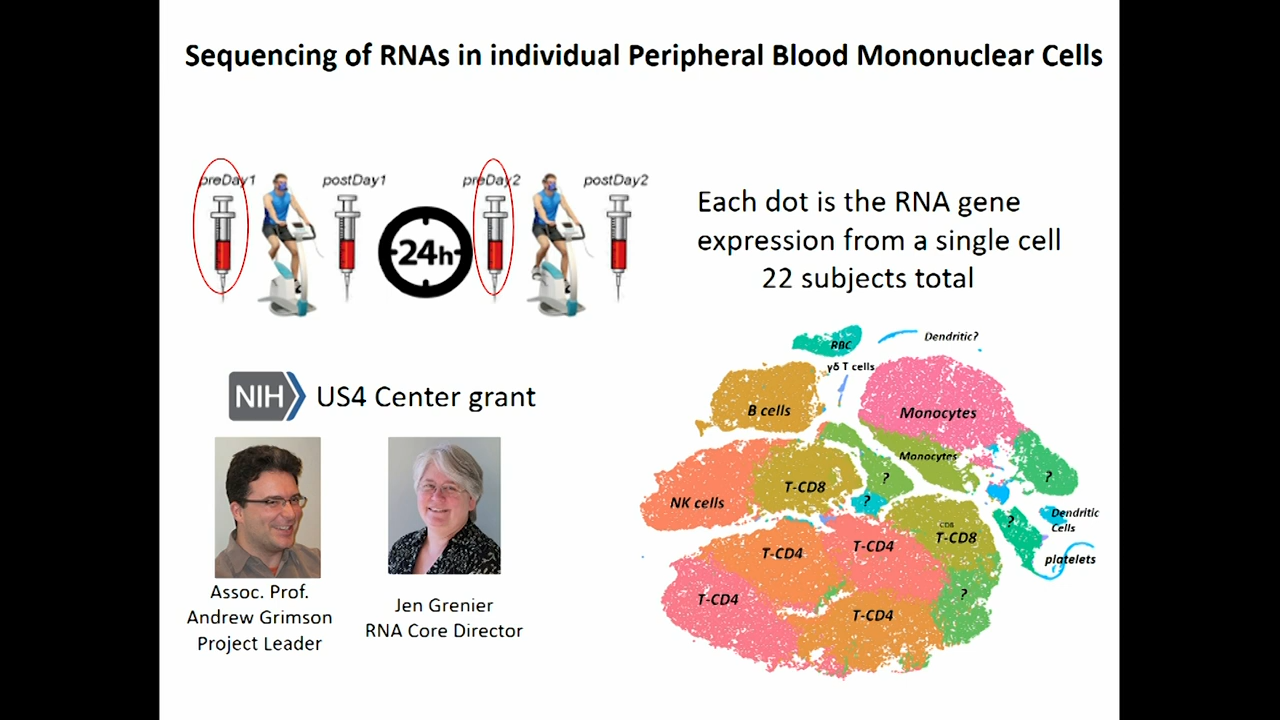 Sequencing of RNAs in individual Peripheral Blood Mononuclear Cells
preDay1
postDay1
preDay2
postDay2
24h
Each dot is the RNA gene
expression from a single cell
22 subjects total
NIH
US4 Center grant
Assoc. Prof.
Andrew Grimson
Project Leader
Jen Grenier
RNA Core Director
RBC
Dendritic?
γδ T cells
B cells
Monocytes
Monocytes
?
?
T-CD8
NK cells
?
?
Dendritic
Cells
CD8
T-CD8
T-CD4
T-CD4
platelets
T-CD4
?
T-CD4